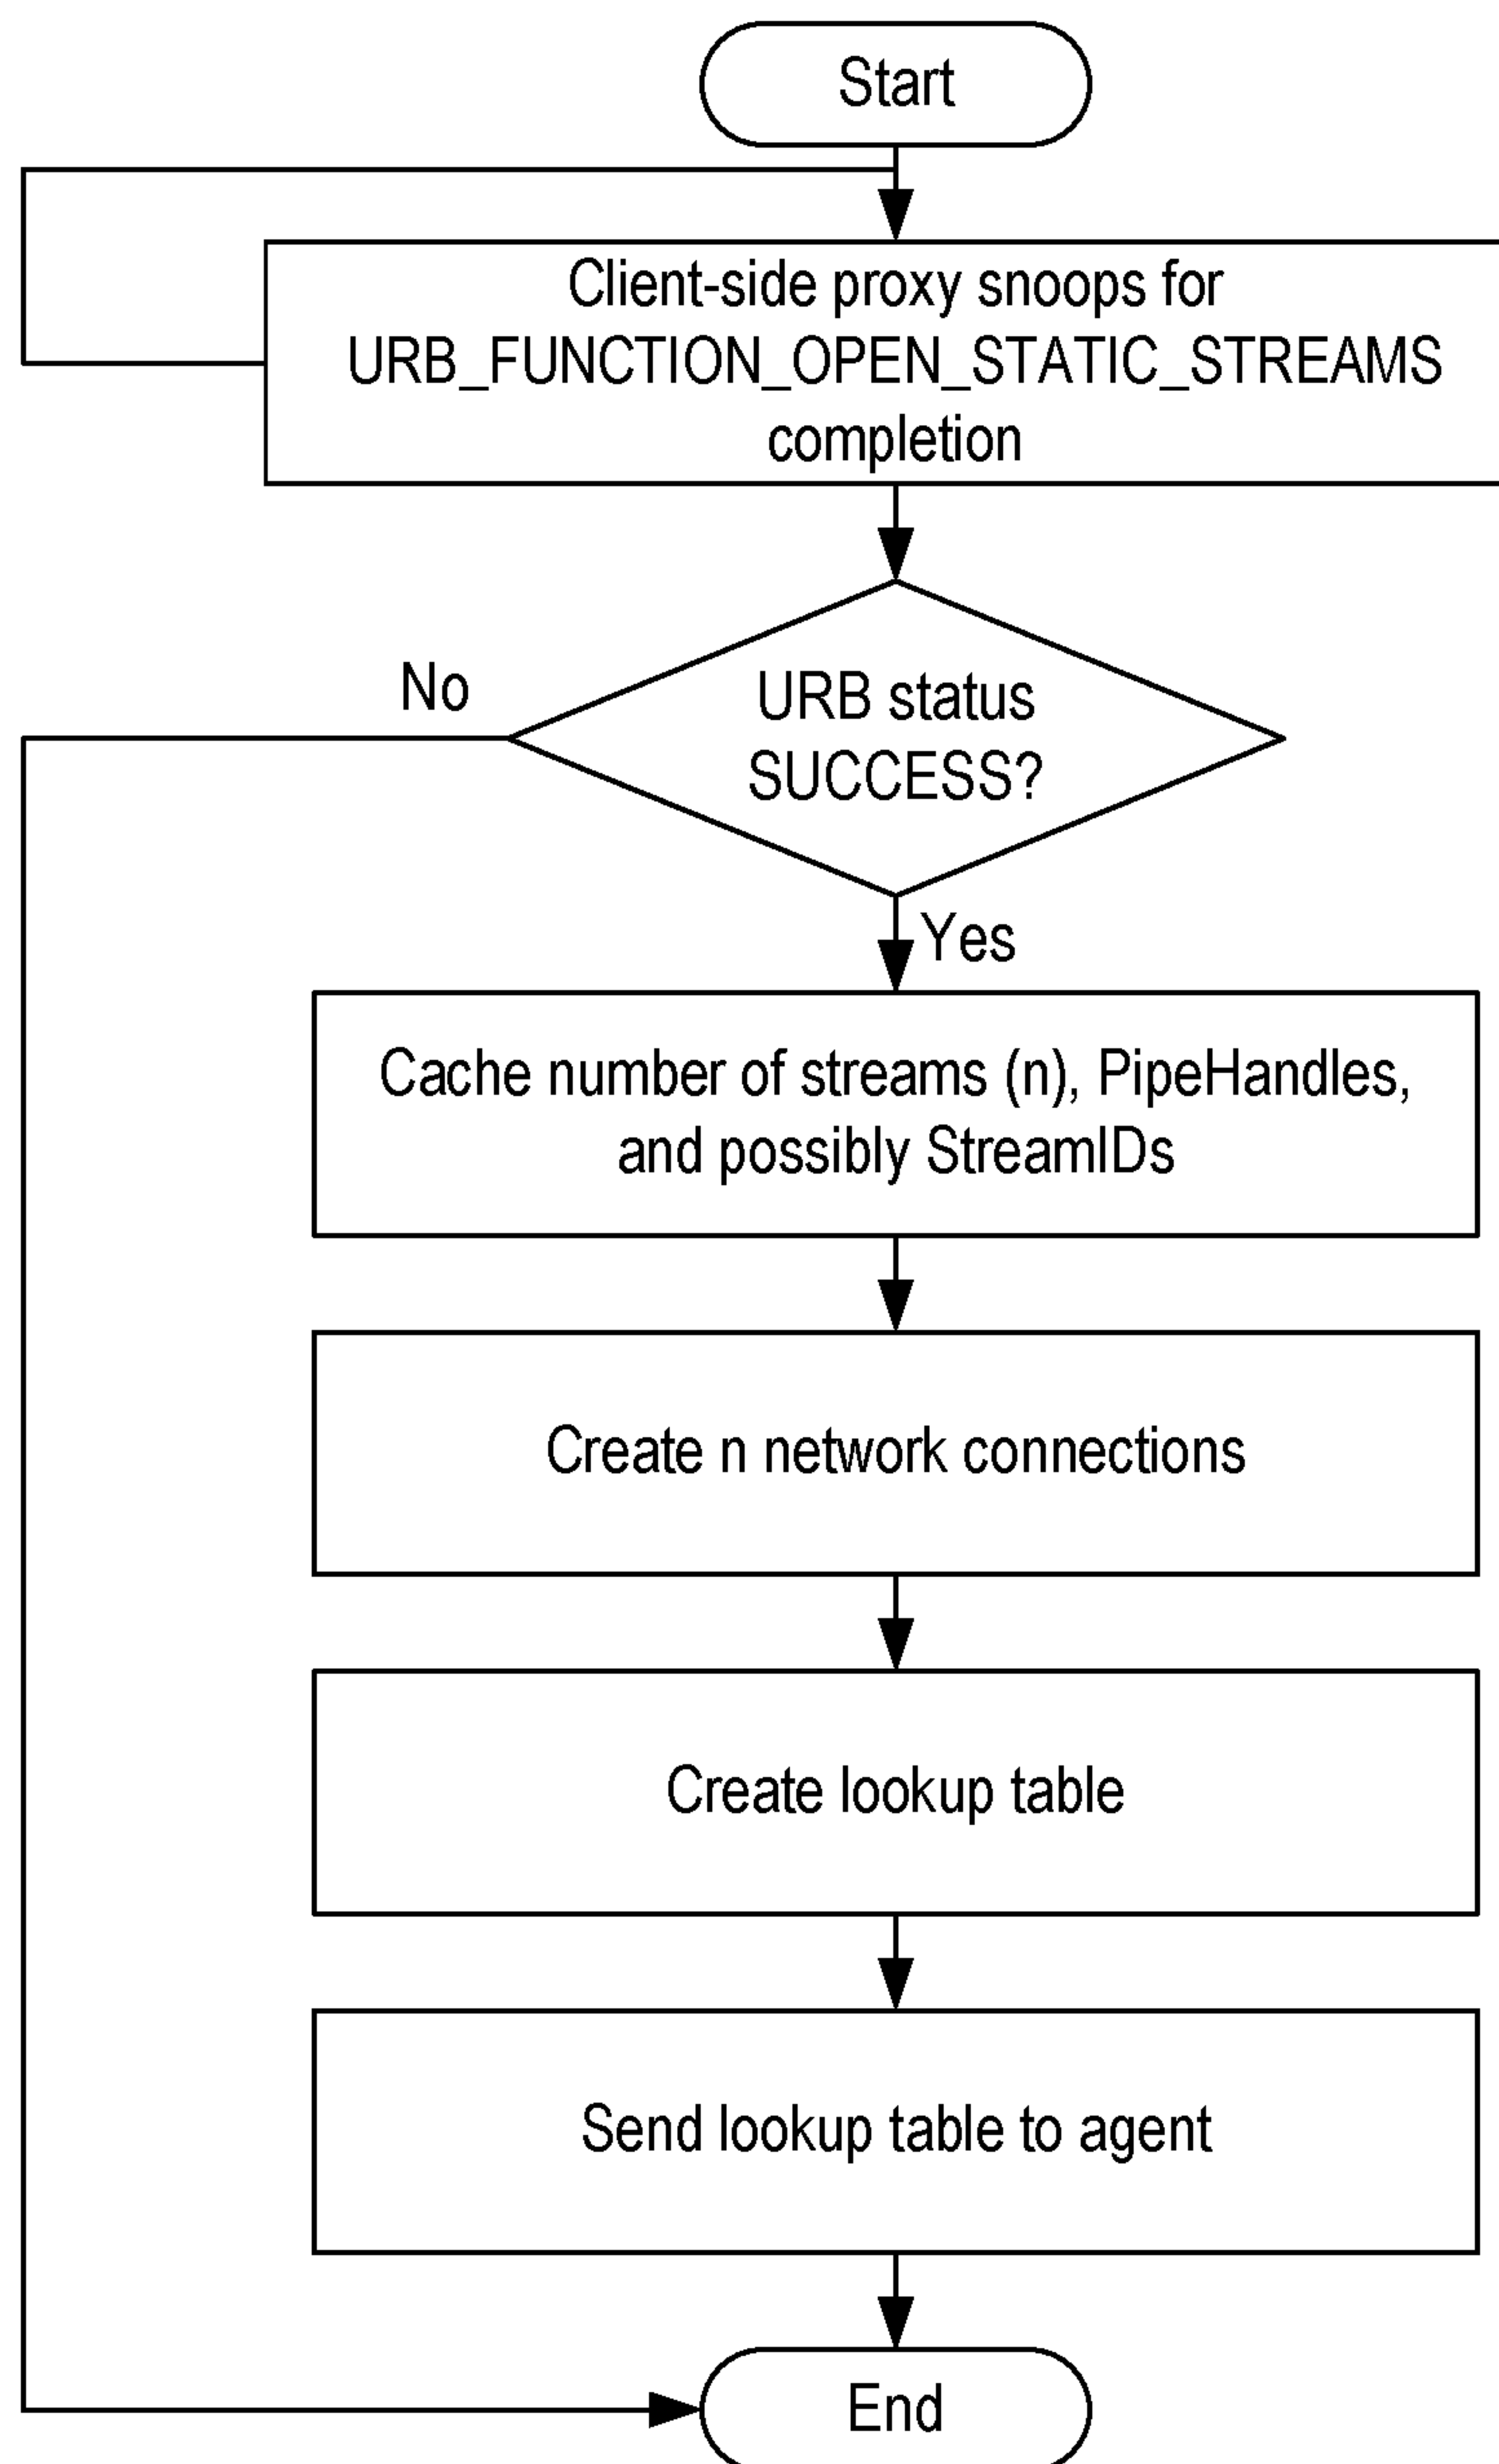 Start
Client-side proxy snoops for
URB_FUNCTION_OPEN_STATIC_STREAMS
completion
No
URB status
SUCCESS?
Yes
Cache number of streams (n), PipeHandles,
and possibly StreamIDs
Create n network connections
Create lookup table
Send lookup table to agent
End